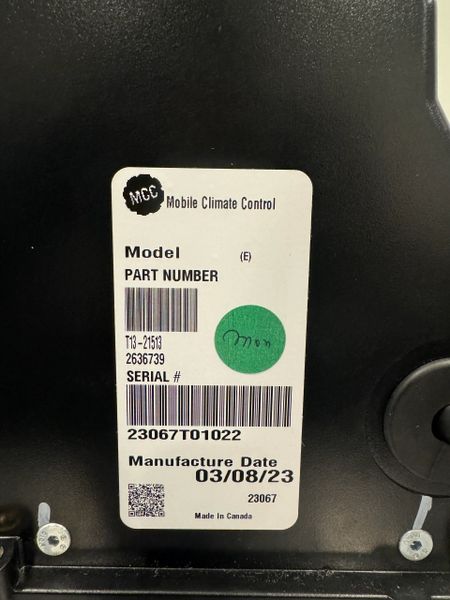 MCC
Mobile Climate Control
Model (E)
PART NUMBER
T13-21513
2636739
SERIAL #
23067T01022
Manufacture Date
03/08/23
23067
Made In Canada